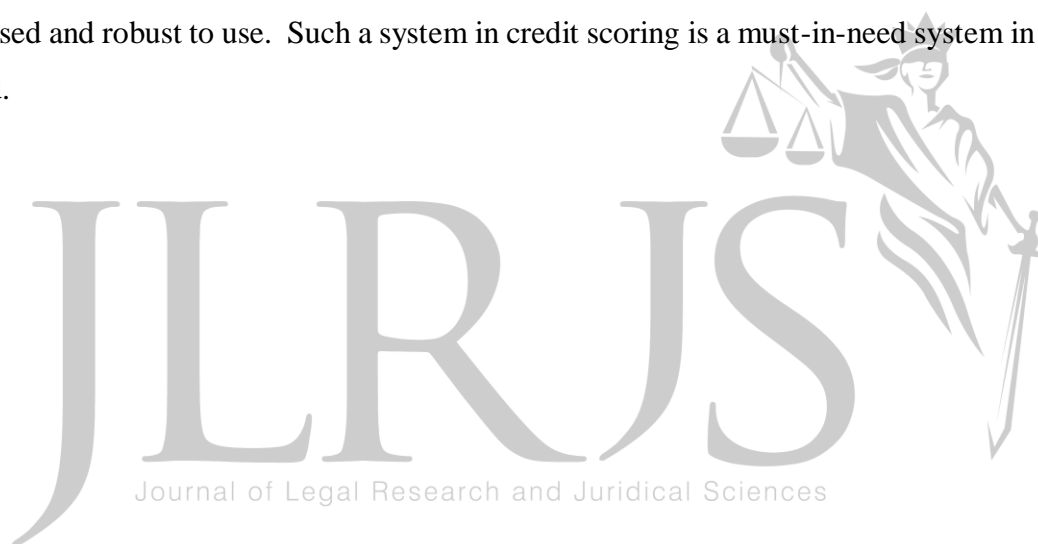 sed and robust to use.  Such a system in credit scoring is a must-in-need system in
.
JLRJS
Journal of Legal Research and Juridical Sciences